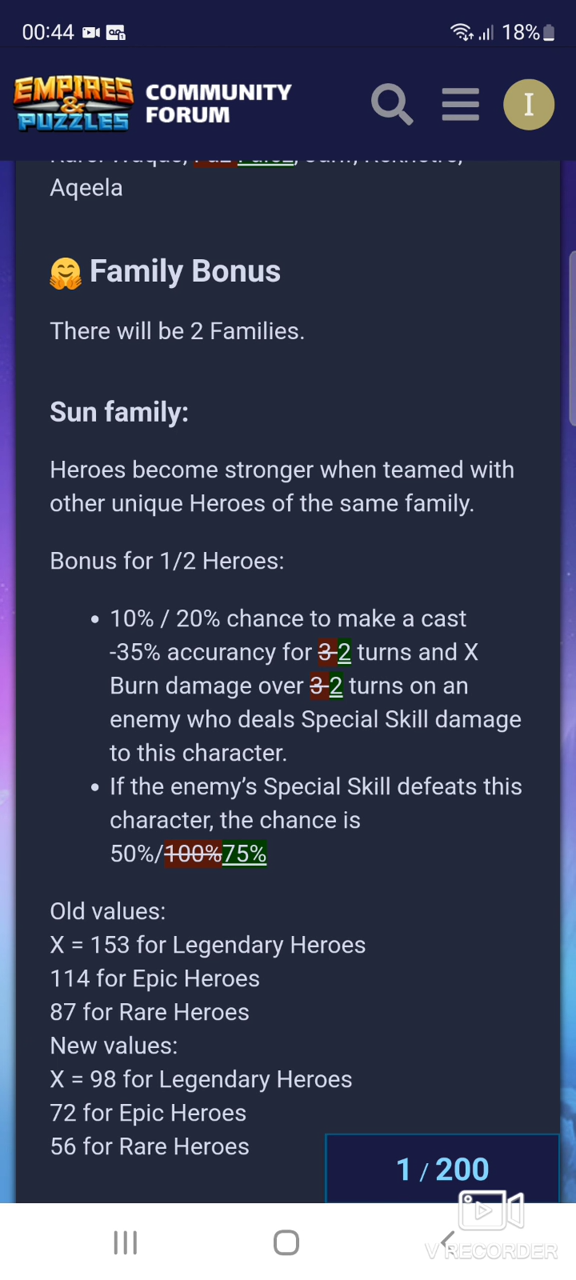 00:44
18%
EMPIRES & PUZZLES
COMMUNITY FORUM
I
Aqeela
🤗 Family Bonus
There will be 2 Families.
Sun family:
Heroes become stronger when teamed with
other unique Heroes of the same family.
Bonus for 1/2 Heroes:
• 10% / 20% chance to make a cast
-35% accurancy for 3 2 turns and X
Burn damage over 3 2 turns on an
enemy who deals Special Skill damage
to this character.
• If the enemy's Special Skill defeats this
character, the chance is
50%/100%75%
Old values:
X = 153 for Legendary Heroes
114 for Epic Heroes
87 for Rare Heroes
New values:
X = 98 for Legendary Heroes
72 for Epic Heroes
56 for Rare Heroes
1 / 200
V RECORDER